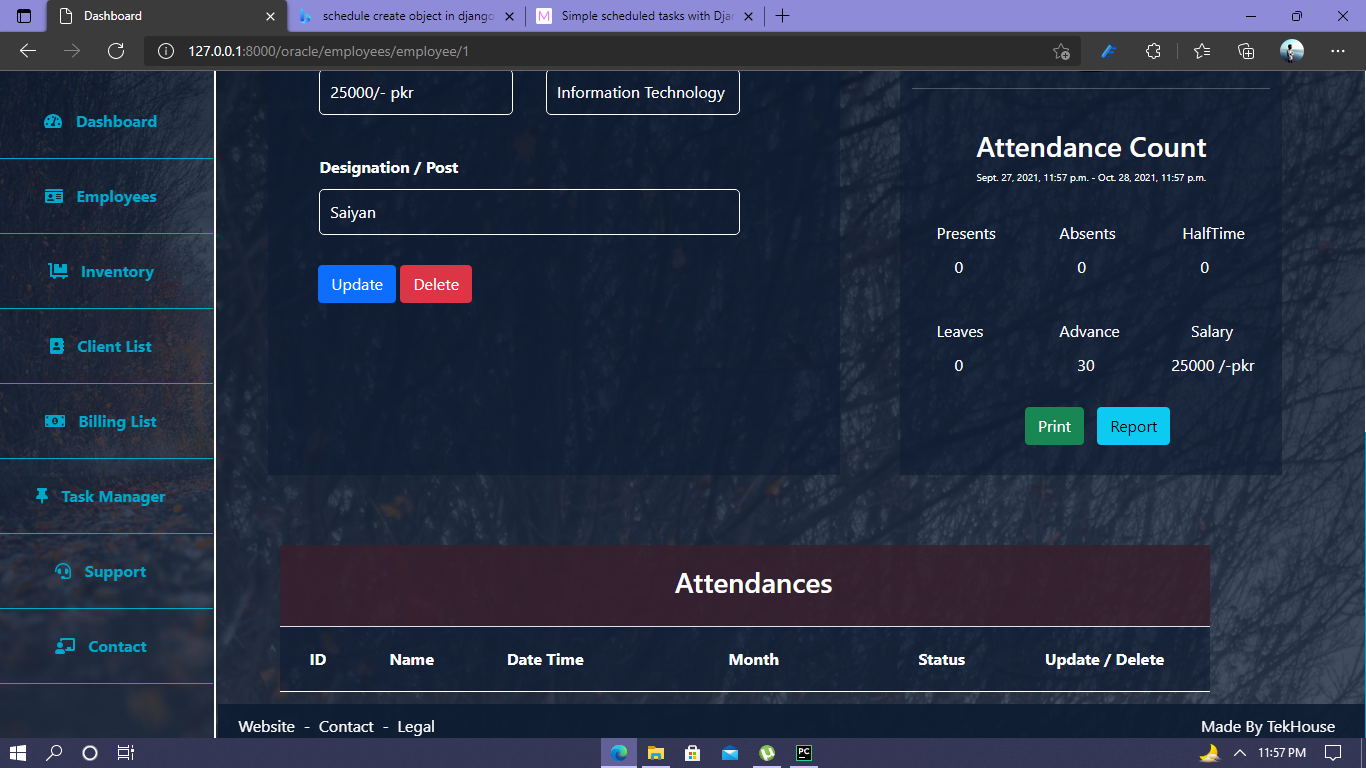 Dashboard
schedule create object in django
Simple scheduled tasks with Djan
127.0.0.1:8000/oracle/employees/employee/1
Dashboard
Employees
Inventory
Client List
Billing List
Task Manager
Support
Contact
25000/- pkr
Information Technology
Designation / Post
Saiyan
Update
Delete
Attendance Count
Sept. 27, 2021, 11:57 p.m. - Oct. 28, 2021, 11:57 p.m.
Presents Absents HalfTime
0 0 0
Leaves Advance Salary
0 30 25000 /-pkr
Print Report
Attendances
ID Name Date Time Month Status Update / Delete
Website - Contact - Legal
Made By TekHouse
11:57 PM